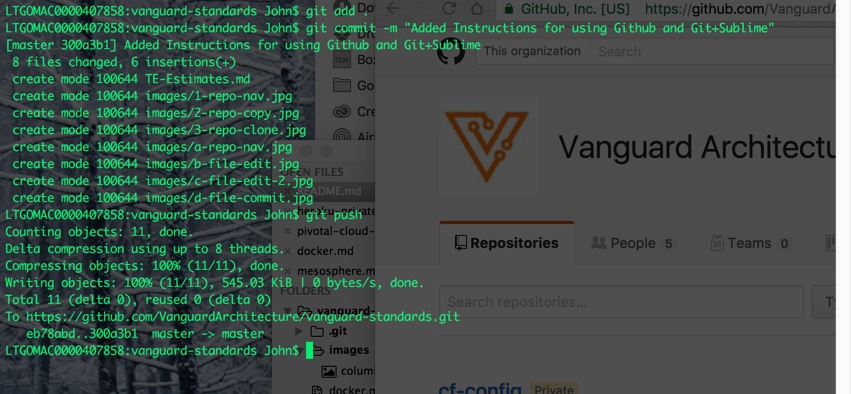 LTGOMAC0000407858:vanguard-standards John$ git add
LTGOMAC0000407858:vanguard-standards John$ git commit -m "Added Instructions for using Github and Git+Sublime"
[master 300a3b1] Added Instructions for using Github and Git+Sublime
8 files changed, 6 insertions(+)
create mode 100644 TE-Estimates.md
create mode 100644 images/1-repo-nav.jpg
create mode 100644 images/2-repo-copy.jpg
create mode 100644 images/3-repo-clone.jpg
create mode 100644 images/a-repo-nav.jpg
create mode 100644 images/b-file-edit.jpg
create mode 100644 images/c-file-edit-2.jpg
create mode 100644 images/d-file-commit.jpg
LTGOMAC0000407858:vanguard-standards John$ git push
Counting objects: 11, done.
Delta compression using up to 8 threads.
Compressing objects: 100% (11/11), done.
Writing objects: 100% (11/11), 545.03 KiB | 0 bytes/s, done.
Total 11 (delta 0), reused 0 (delta 0)
To https://github.com/VanguardArchitecture/vanguard-standards.git
eb78abd..300a3b1 master -> master
LTGOMAC0000407858:vanguard-standards John$
Box
Goo
Cre
OPEN FILES
README.md
pivotal-cloud-
docker.md
mesosphere.m
FOLDERS
vanguard-
.git
images
colum
docker.m
GitHub, Inc. [US]
https://github.com/VanguardA
This organization
Search
Vanguard Architectu
Repositories
People 5
Teams 0
Search repositories...
Ty
cf-config
Private